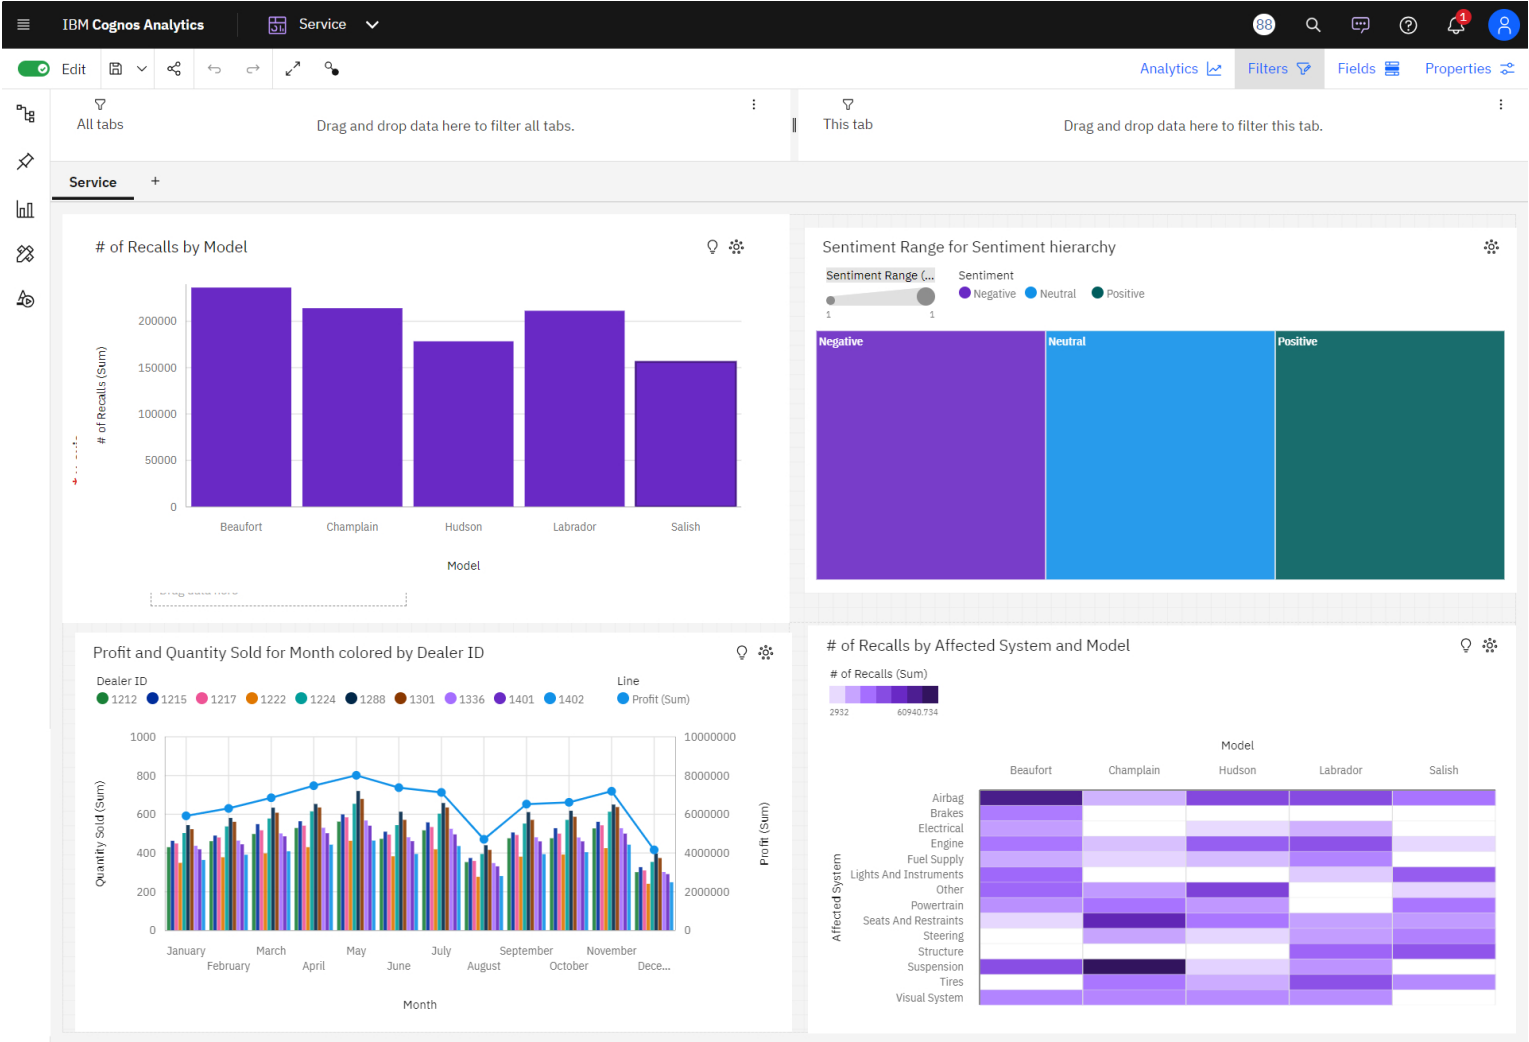 IBM Cognos Analytics
Service
88
1
Edit
Analytics
Filters
Fields
Properties
All tabs
Drag and drop data here to filter all tabs.
This tab
Drag and drop data here to filter this tab.
Service
+
# of Recalls by Model
# of Recalls (Sum)
200000
150000
100000
50000
0
Beaufort Champlain Hudson Labrador Salish
Model
Drag data here
Sentiment Range for Sentiment hierarchy
Sentiment Range (...
1 1
Sentiment
Negative Neutral Positive
Negative
Neutral
Positive
Profit and Quantity Sold for Month colored by Dealer ID
Dealer ID
1212 1215 1217 1222 1224 1288 1301 1336 1401 1402
Line
Profit (Sum)
Quantity Sold (Sum)
1000
800
600
400
200
0
10000000
8000000
6000000
4000000
2000000
0
Profit (Sum)
January March May July September November
February April June August October Dece...
Month
# of Recalls by Affected System and Model
# of Recalls (Sum)
2932 60940.734
Model
Beaufort Champlain Hudson Labrador Salish
Affected System
Airbag
Brakes
Electrical
Engine
Fuel Supply
Lights And Instruments
Other
Powertrain
Seats And Restraints
Steering
Structure
Suspension
Tires
Visual System